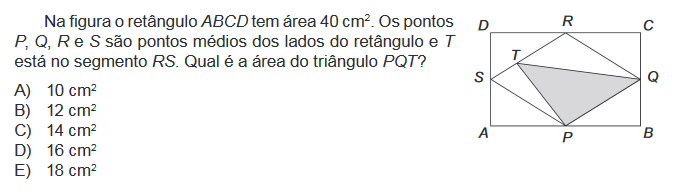 Na figura o retângulo ABCD tem área 40 cm². Os pontos
P, Q, R e S são pontos médios dos lados do retângulo e T
está no segmento RS. Qual é a área do triângulo PQT?
A) 10 cm²
B) 12 cm²
C) 14 cm²
D) 16 cm²
E) 18 cm²
D R C
T
S Q
A P B